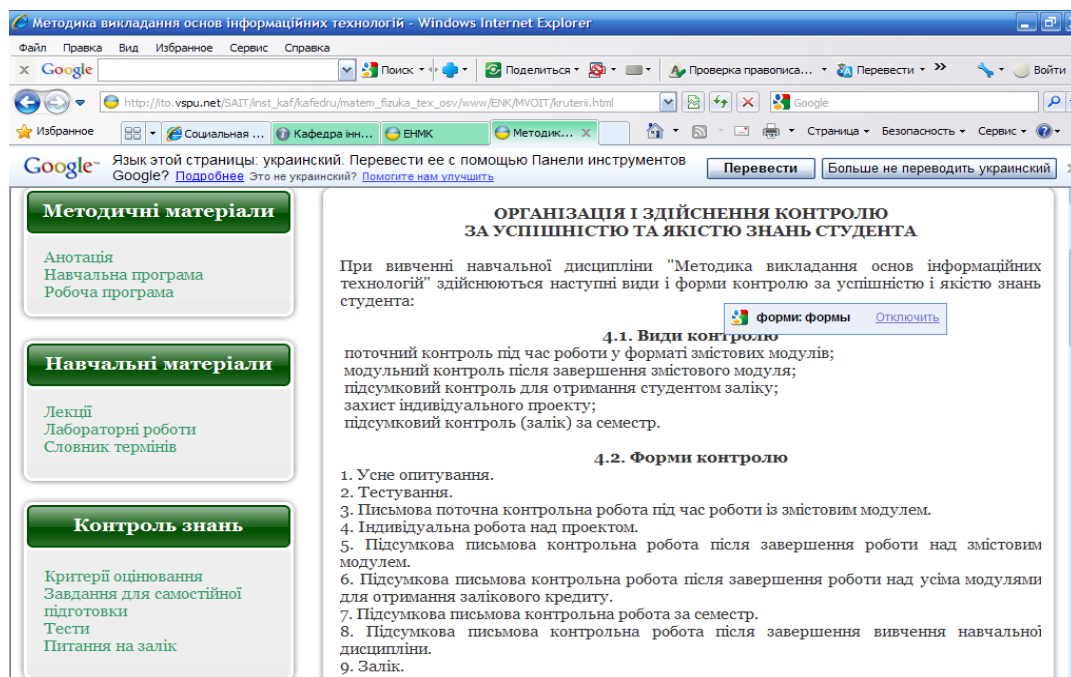 Методика викладання основ інформаційних технологій - Windows Internet Explorer
Файл Правка Вид Избранное Сервис Справка
x Google Поиск Поделиться Проверка правописа... Перевести » Войти
http://ito.vspu.net/SAIT/inst_kaf/kafedru/matem_fizuka_tex_osv/www/ENK/MVOIT/kruterii.html Google
Избранное Социальная ... Кафедра інн... ЕНМК Методик... X Страница Безопасность Сервис
Google Язык этой страницы: украинский. Перевести ее с помощью Панели инструментов
Google? Подробнее Это не украинский? Помогите нам улучшить
Перевести Больше не переводить украинский
Методичні матеріали
Анотація
Навчальна програма
Робоча програма
Навчальні матеріали
Лекції
Лабораторні роботи
Словник термінів
Контроль знань
Критерії оцінювання
Завдання для самостійної
підготовки
Тести
Питання на залік
ОРГАНІЗАЦІЯ І ЗДІЙСНЕННЯ КОНТРОЛЮ
ЗА УСПІШНІСТЮ ТА ЯКІСТЮ ЗНАНЬ СТУДЕНТА
При вивченні навчальної дисципліни "Методика викладання основ інформаційних
технологій" здійснюються наступні види і форми контролю за успішністю і якістю знань
студента:
форми: формы Отключить
4.1. Види контролю
поточний контроль під час роботи у форматі змістових модулів;
модульний контроль після завершення змістового модуля;
підсумковий контроль для отримання студентом заліку;
захист індивідуального проекту;
підсумковий контроль (залік) за семестр.
4.2. Форми контролю
1. Усне опитування.
2. Тестування.
3. Письмова поточна контрольна робота під час роботи із змістовим модулем.
4. Індивідуальна робота над проектом.
5. Підсумкова письмова контрольна робота після завершення роботи над змістовим
модулем.
6. Підсумкова письмова контрольна робота після завершення роботи над усіма модулями
для отримання залікового кредиту.
7. Підсумкова письмова контрольна робота за семестр.
8. Підсумкова письмова контрольна робота після завершення вивчення навчальної
дисципліни.
9. Залік.